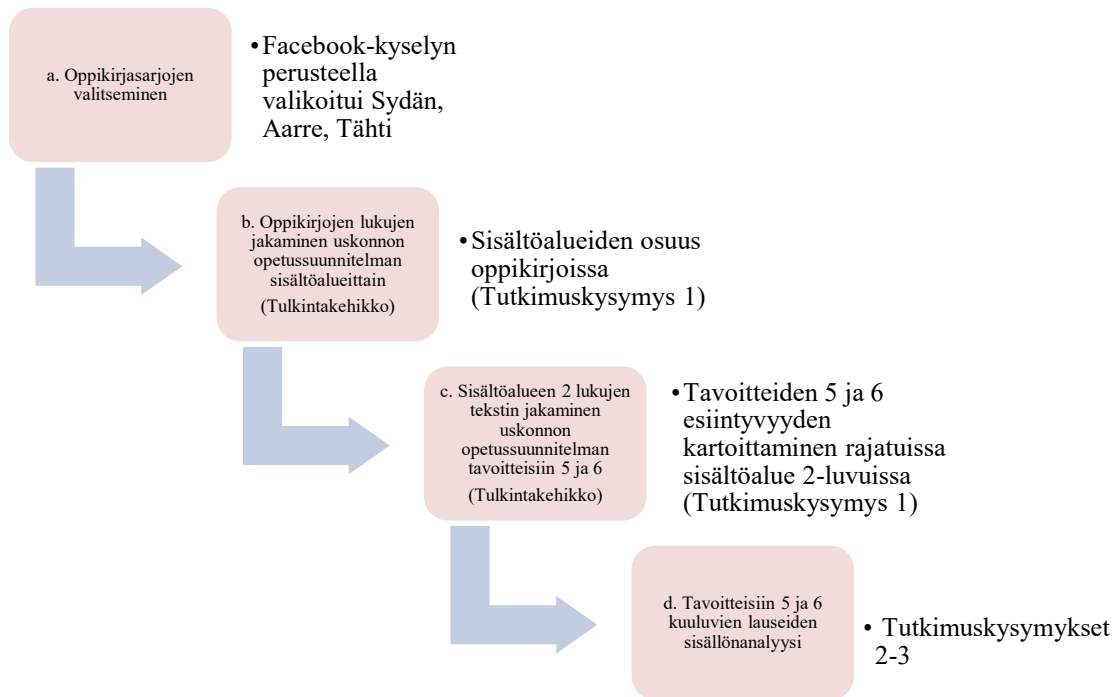 a. Oppikirjasarjojen
valitseminen
•Facebook-kyselyn
perusteella
valikoitui Sydän,
Aarre, Tähti
b. Oppikirjojen lukujen
jakaminen uskonnon
opetussuunnitelman
sisältöalueittain
(Tulkintakehikko)
•Sisältöalueiden osuus
oppikirjoissa
(Tutkimuskysymys 1)
c. Sisältöalueen 2 lukujen
tekstin jakaminen
uskonnon
opetussuunnitelman
tavoitteisiin 5 ja 6
(Tulkintakehikko)
•Tavoitteiden 5 ja 6
esiintyvyyden
kartoittaminen rajatuissa
sisältöalue 2-luvuissa
(Tutkimuskysymys 1)
d. Tavoitteisiin 5 ja 6
kuuluvien lauseiden
sisällönanalyysi
• Tutkimuskysymykset
2-3